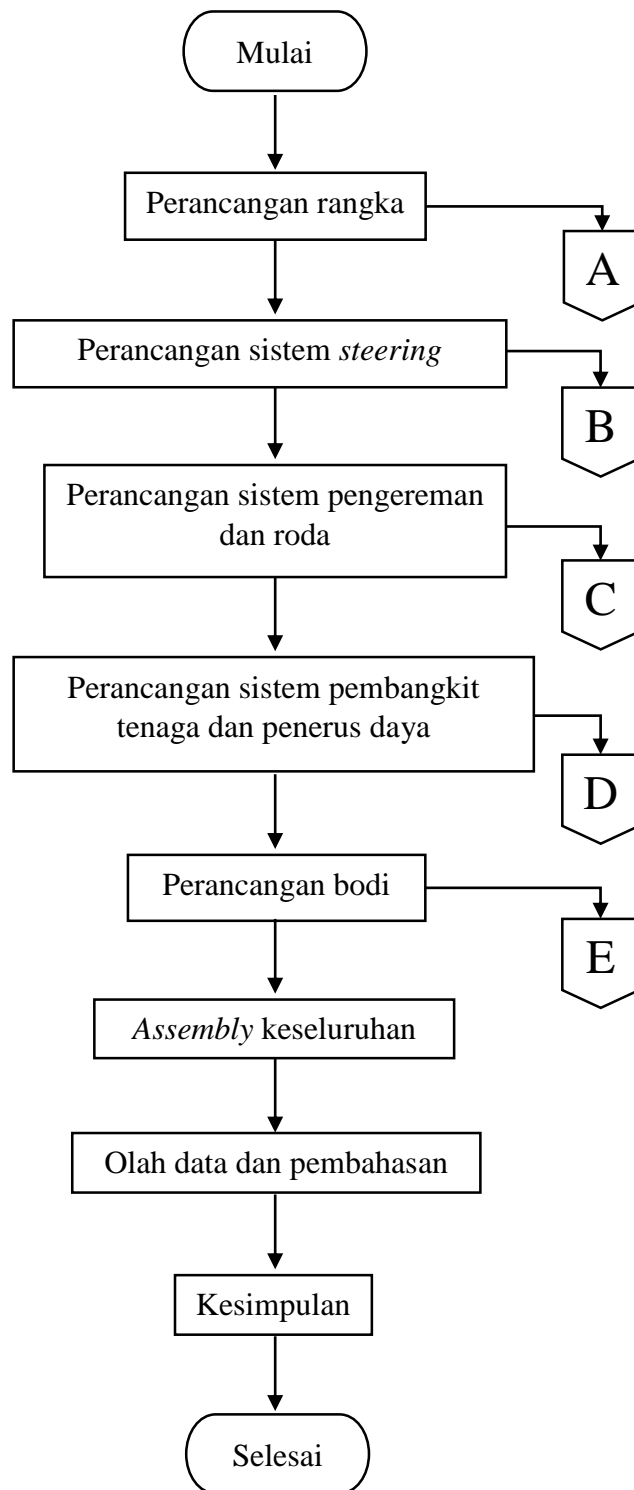 Mulai
Perancangan rangka
A
Perancangan sistem steering
B
Perancangan sistem pengereman
dan roda
C
Perancangan sistem pembangkit
tenaga dan penerus daya
D
Perancangan bodi
E
Assembly keseluruhan
Olah data dan pembahasan
Kesimpulan
Selesai